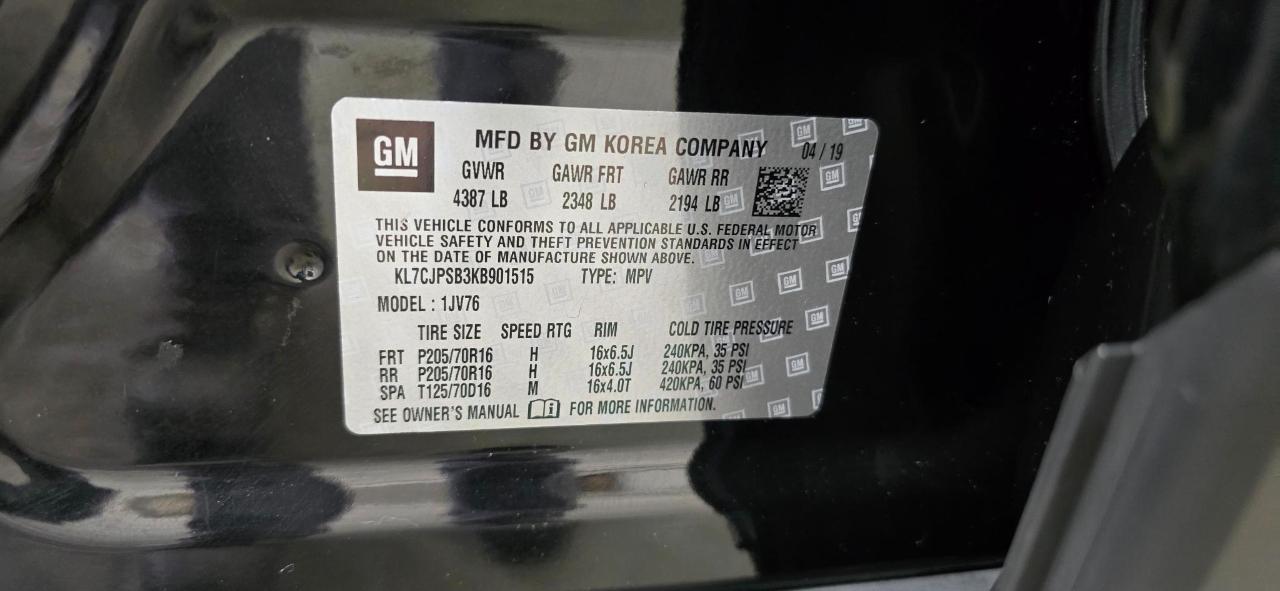 GM
MFD BY GM KOREA COMPANY 04 / 19
GVWR GAWR FRT GAWR RR
4387 LB 2348 LB 2194 LB
THIS VEHICLE CONFORMS TO ALL APPLICABLE U.S. FEDERAL MOTOR
VEHICLE SAFETY AND THEFT PREVENTION STANDARDS IN EFFECT
ON THE DATE OF MANUFACTURE SHOWN ABOVE.
KL7CJPSB3KB901515 TYPE: MPV
MODEL : 1JV76
TIRE SIZE SPEED RTG RIM COLD TIRE PRESSURE
FRT P205/70R16 H 16x6.5J 240KPA, 35 PSI
RR P205/70R16 H 16x6.5J 240KPA, 35 PSI
SPA T125/70D16 M 16x4.0T 420KPA, 60 PSI
SEE OWNER'S MANUAL FOR MORE INFORMATION.